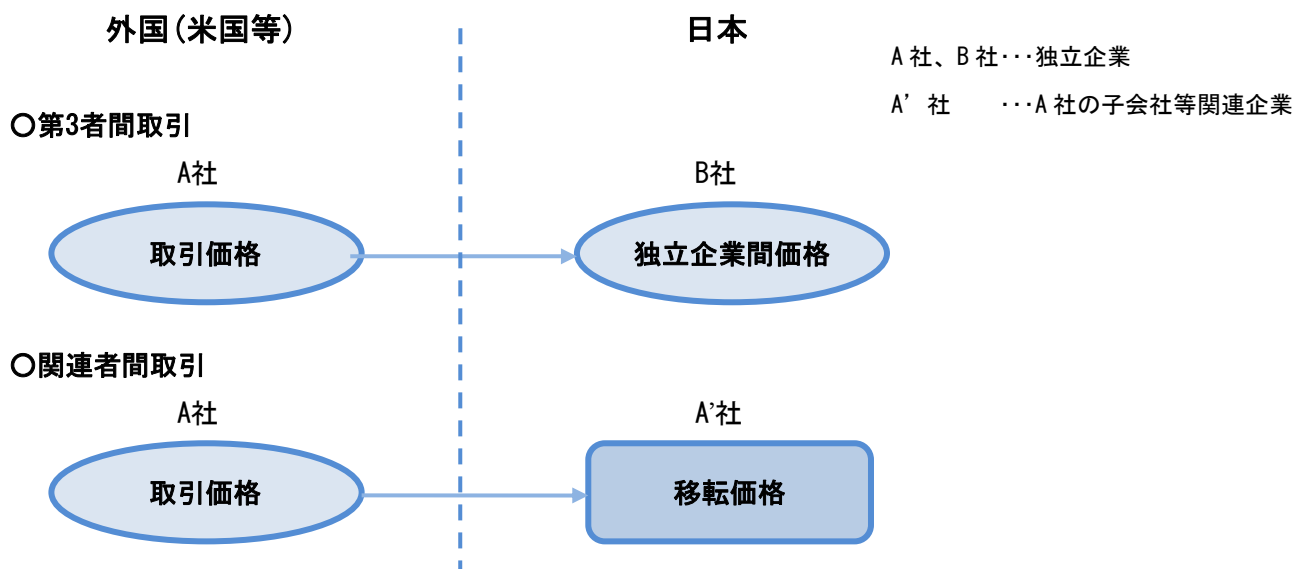 外国(米国等)
日本
A社、B社･･･独立企業
A’社　　･･･A社の子会社等関連企業
○第3者間取引
A社
B社
取引価格
独立企業間価格
○関連者間取引
A社
A’社
取引価格
移転価格